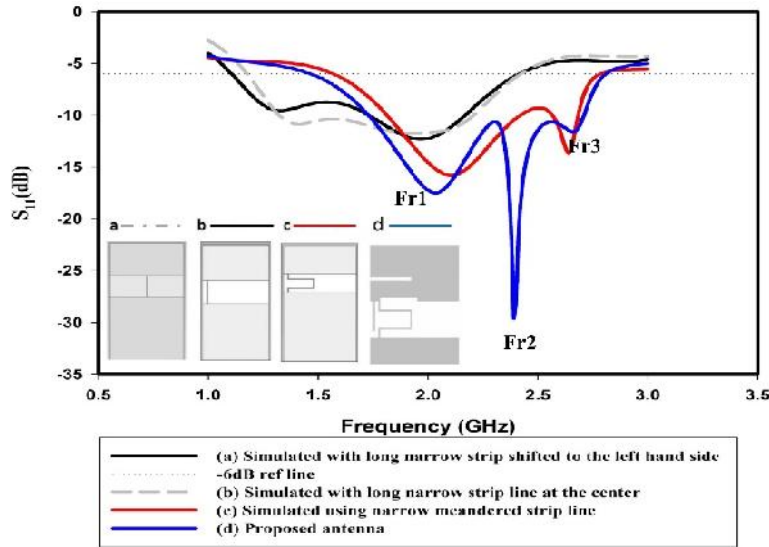 0
-5
-10
-15
-20
-25
-30
-35
S11(dB)
Fr1
Fr2
Fr3
a b c d
0.5 1.0 1.5 2.0 2.5 3.0 3.5
Frequency (GHz)
(a) Simulated with long narrow strip shifted to the left hand side
-6dB ref line
(b) Simulated with long narrow strip line at the center
(c) Simulated using narrow meandered strip line
(d) Proposed antenna